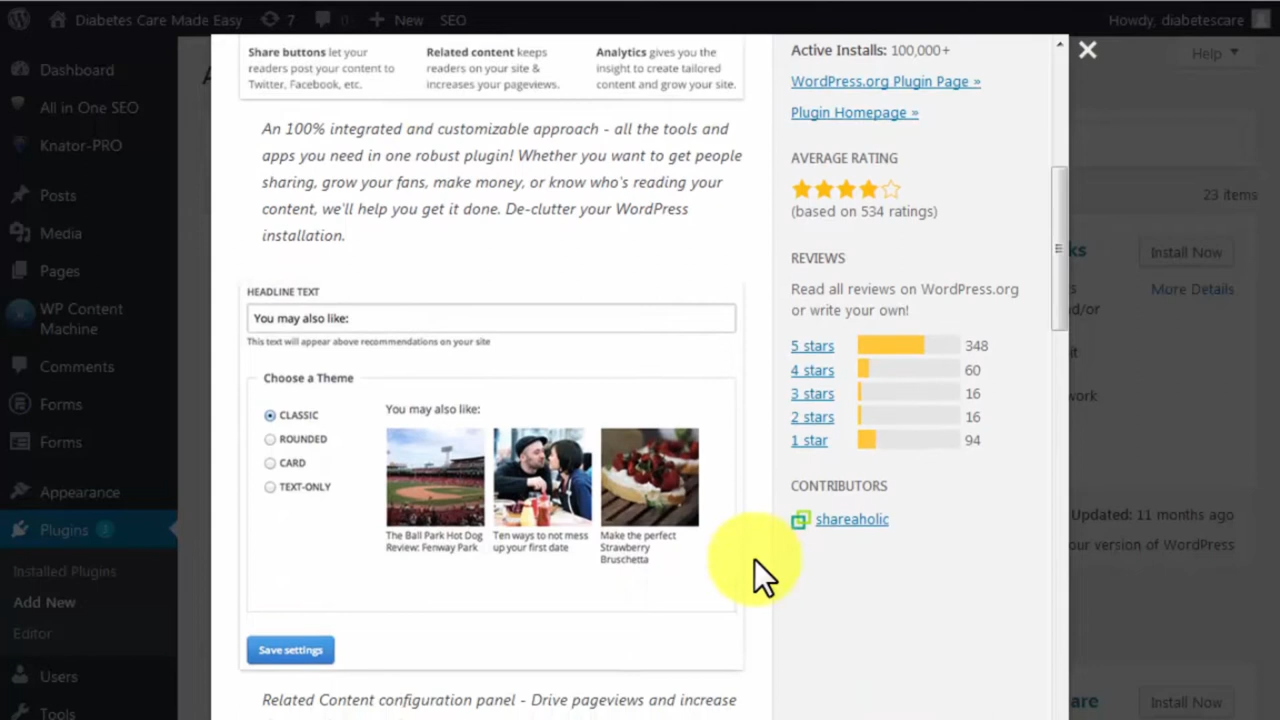 Diabetes Care Made Easy
7
0
New
SEO
Howdy, diabetescare
Dashboard
All in One SEO
Knator-PRO
Posts
Media
Pages
WP Content
Machine
Comments
Forms
Forms
Appearance
Plugins 3
Installed Plugins
Add New
Editor
Users
Tools
Share buttons let your
readers post your content to
Twitter, Facebook, etc.
Related content keeps
readers on your site &
increases your pageviews.
Analytics gives you the
insight to create tailored
content and grow your site.
An 100% integrated and customizable approach - all the tools and
apps you need in one robust plugin! Whether you want to get people
sharing, grow your fans, make money, or know who's reading your
content, we'll help you get it done. De-clutter your WordPress
installation.
HEADLINE TEXT
You may also like:
This text will appear above recommendations on your site
Choose a Theme
CLASSIC
ROUNDED
CARD
TEXT-ONLY
You may also like:
The Ball Park Hot Dog
Review: Fenway Park
Ten ways to not mess
up your first date
Make the perfect
Strawberry
Bruschetta
Save settings
Related Content configuration panel - Drive pageviews and increase
Active Installs: 100,000+
WordPress.org Plugin Page »
Plugin Homepage »
AVERAGE RATING
(based on 534 ratings)
REVIEWS
Read all reviews on WordPress.org
or write your own!
5 stars 348
4 stars 60
3 stars 16
2 stars 16
1 star 94
CONTRIBUTORS
shareaholic
Help
23 items
ks
Install Now
More Details
nd/or
it
work
Updated: 11 months ago
our version of WordPress
are
Install Now